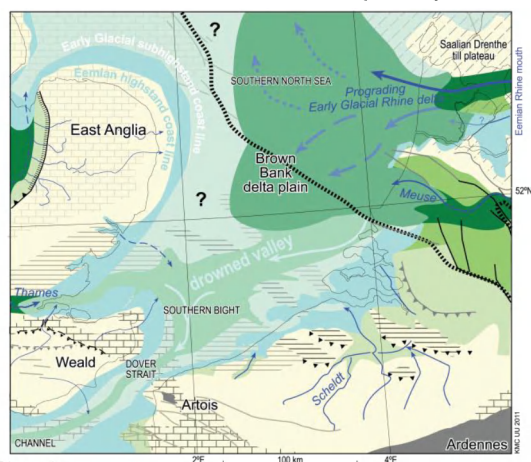 ?
Early Glacial subhighstand coast line
Eemian highstand coast line
SOUTHERN NORTH SEA
Saalian Drenthe
till plateau
Eemian Rhine mouth
Prograding
Early Glacial Rhine delta
?
East Anglia
Brown
Bank
delta plain
52°N
?
Meuse
drowned valley
Thames
SOUTHERN BIGHT
Weald
DOVER
STRAIT
Scheldt
Artois
CHANNEL
Ardennes
KMC UU 2011
2°E
100 km
4°E